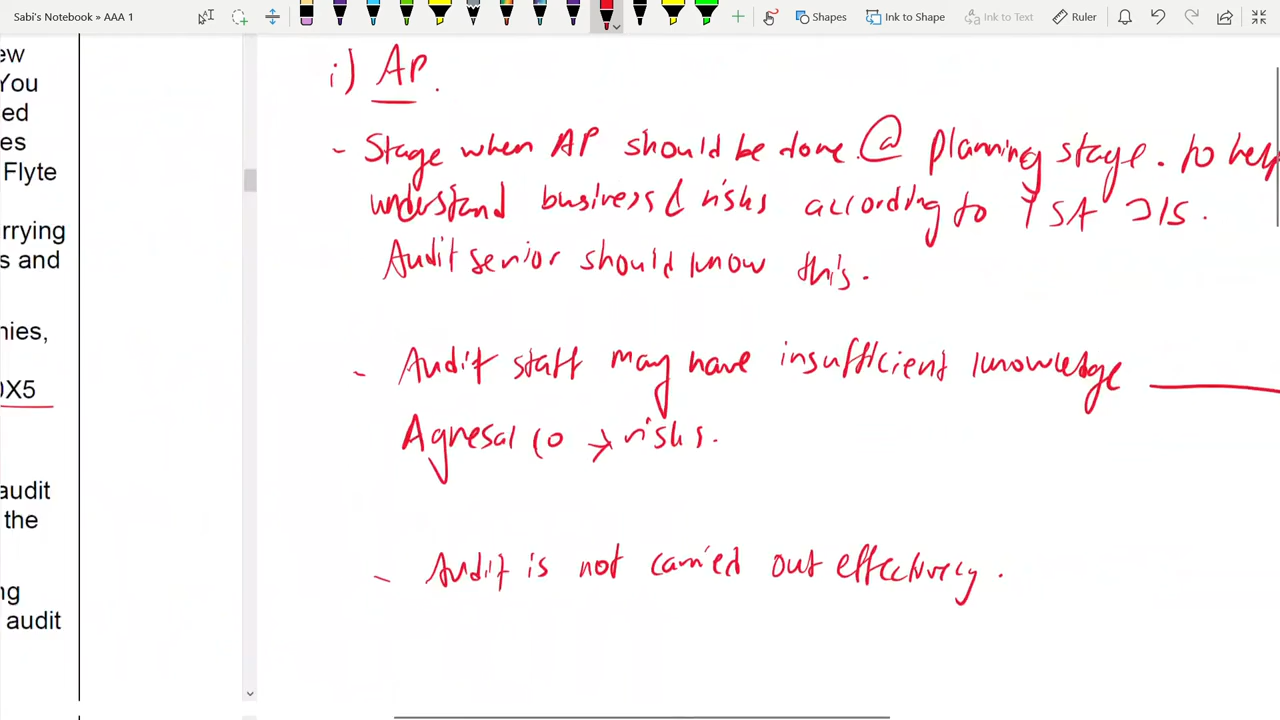 Sabi's Notebook » AAA 1
Shapes
Ink to Shape
Ink to Text
Ruler
ew
You
ed
es
Flyte
rrying
s and
nies,
0X5
audit
the
ng
audit
i) AP.
- Stage when AP should be done @ planning stage. to help
understand business & risks according to ISA 315.
Audit senior should know this.
- Audit staff may have insufficient knowledge
Agnesal Co → risks.
- Audit is not carried out effectively.